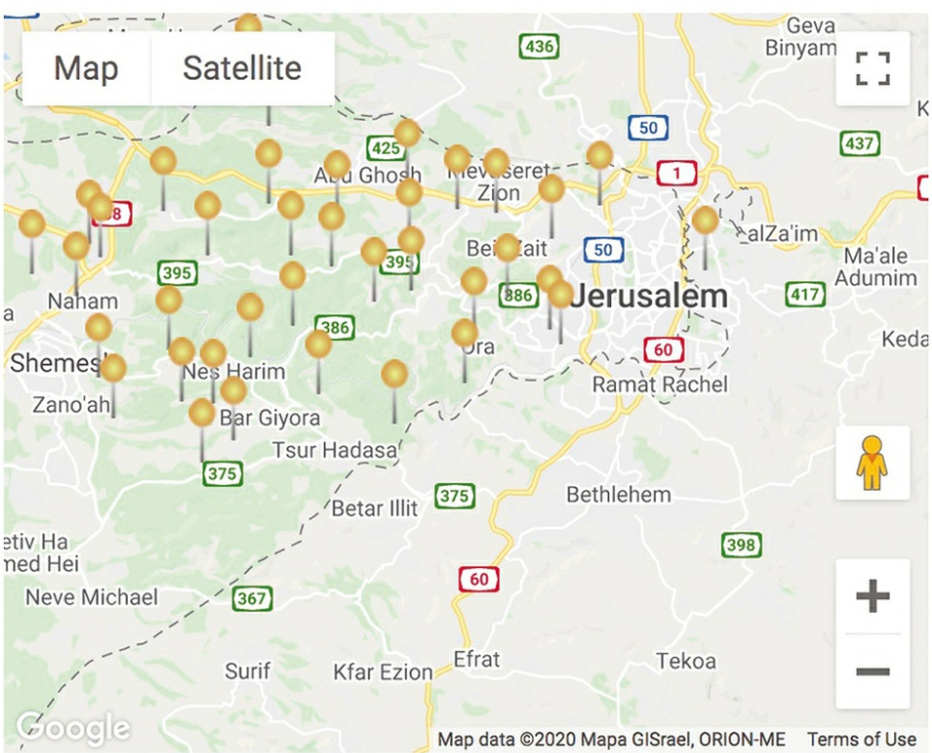 Geva
Binyam
Map
Satellite
436
50
425
437
Abu Ghosh
Mevaseret
Zion
1
alZa'im
50
395
395
Ma'ale
Adumim
386
Jerusalem
417
Naham
386
Ora
60
Keda
Shemesh
Nes Harim
Ramat Rachel
Zano'ah
Bar Giyora
Tsur Hadasa
375
375
Betar Illit
Bethlehem
etiv Ha
med Hei
398
60
Neve Michael
367
Surif
Kfar Ezion
Efrat
Tekoa
Google
Map data ©2020 Mapa GISrael, ORION-ME
Terms of Use